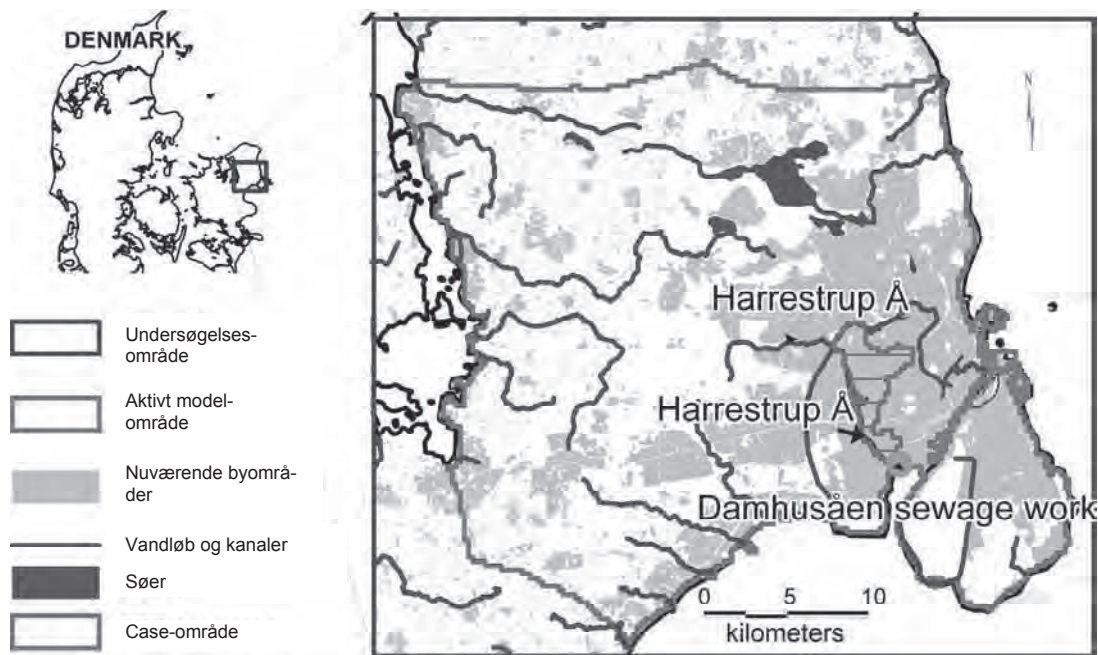 DENMARK
Undersøgelses-
område
Aktivt model-
område
Nuværende byområ-
der
Vandløb og kanaler
Søer
Case-område
N
Harrestrup Å
Harrestrup Å
Damhusåen sewage work
0 5 10
kilometers